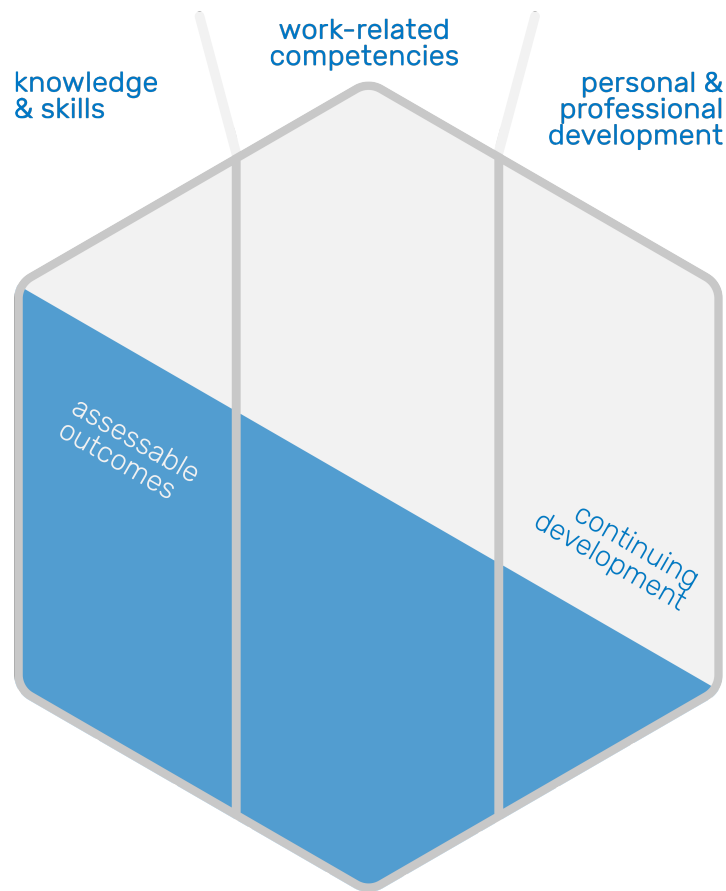 work-related
competencies
knowledge
& skills
personal &
professional
development
assessable
outcomes
continuing
development